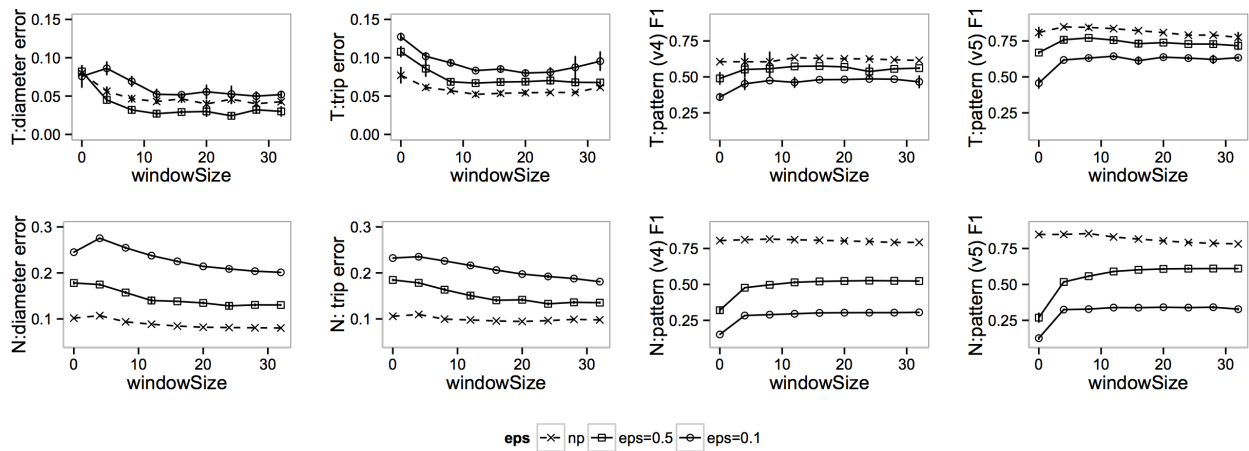 T:diameter error
0.15
0.10
0.05
0.00
0 10 20 30
windowSize
T:trip error
0.15
0.10
0.05
0.00
0 10 20 30
windowSize
T:pattern (v4) F1
0.75
0.50
0.25
0 10 20 30
windowSize
T:pattern (v5) F1
0.75
0.50
0.25
0 10 20 30
windowSize
N:diameter error
0.3
0.2
0.1
0 10 20 30
windowSize
N: trip error
0.3
0.2
0.1
0 10 20 30
windowSize
N:pattern (v4) F1
0.75
0.50
0.25
0 10 20 30
windowSize
N:pattern (v5) F1
0.75
0.50
0.25
0 10 20 30
windowSize
eps np eps=0.5 eps=0.1